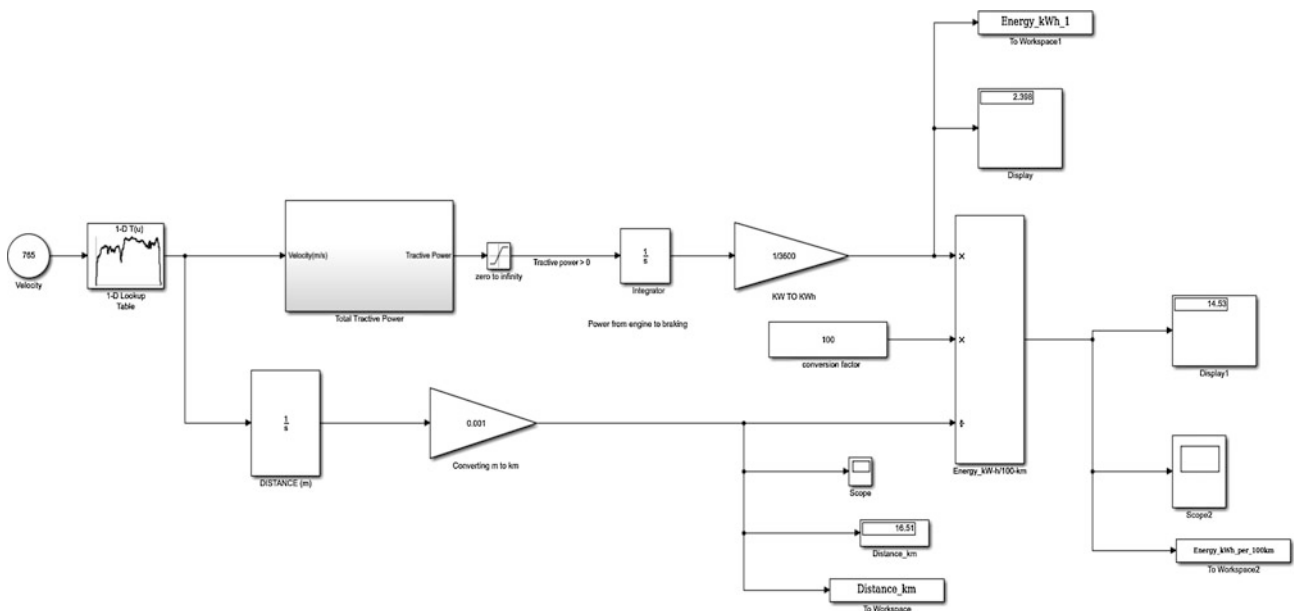 Energy_kWh_1
To Workspace1
2.398
Display
1-D T(u)
765
Velocity
1-D Lookup
Table
Velocity(m/s)
Tractive Power
Total Tractive Power
zero to infinity
Tractive power > 0
1
s
Integrator
Power from engine to braking
1/3600
KW TO KWh
×
100
conversion factor
×
÷
Energy_kW-h/100-km
14.53
Display1
1
s
DISTANCE (m)
0.001
Converting m to km
Scope
16.51
Distance_km
Distance_km
To Workspace
Scope2
Energy_kWh_per_100km
To Workspace2